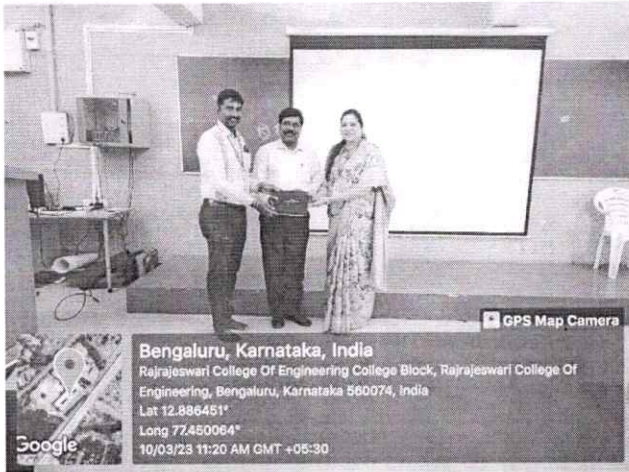 GPS Map Camera
Bengaluru, Karnataka, India
Rajrajeswari College Of Engineering College Block, Rajrajeswari College Of
Engineering, Bengaluru, Karnataka 560074, India
Lat 12.886451°
Long 77.450064°
10/03/23 11:20 AM GMT +05:30
Google